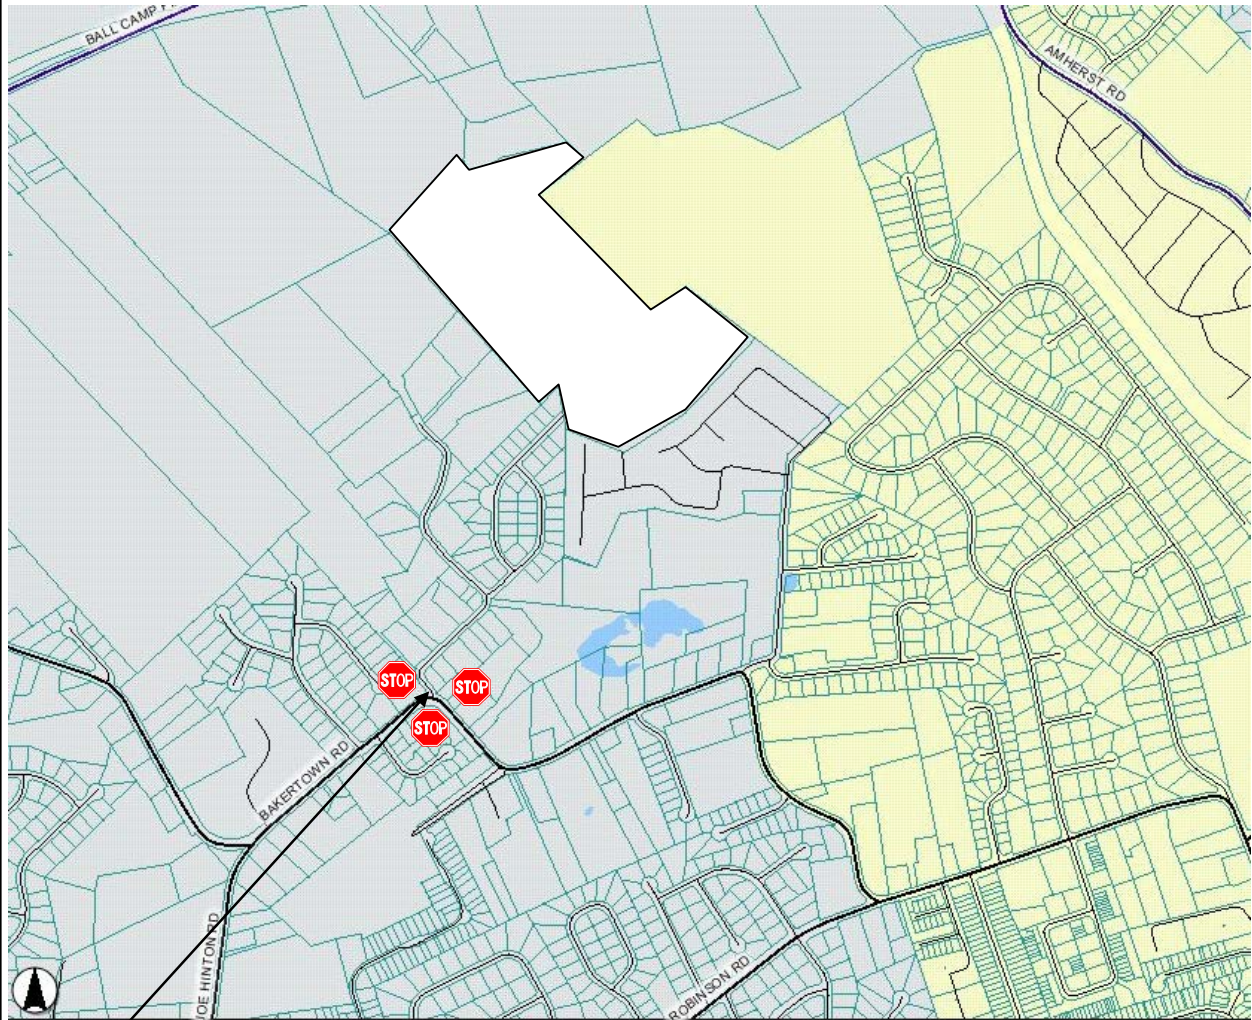 BALL CAMP P
AMHERST RD
STOP
STOP
STOP
BAKERTOWN RD
JOE HINTON RD
ROBINSON RD